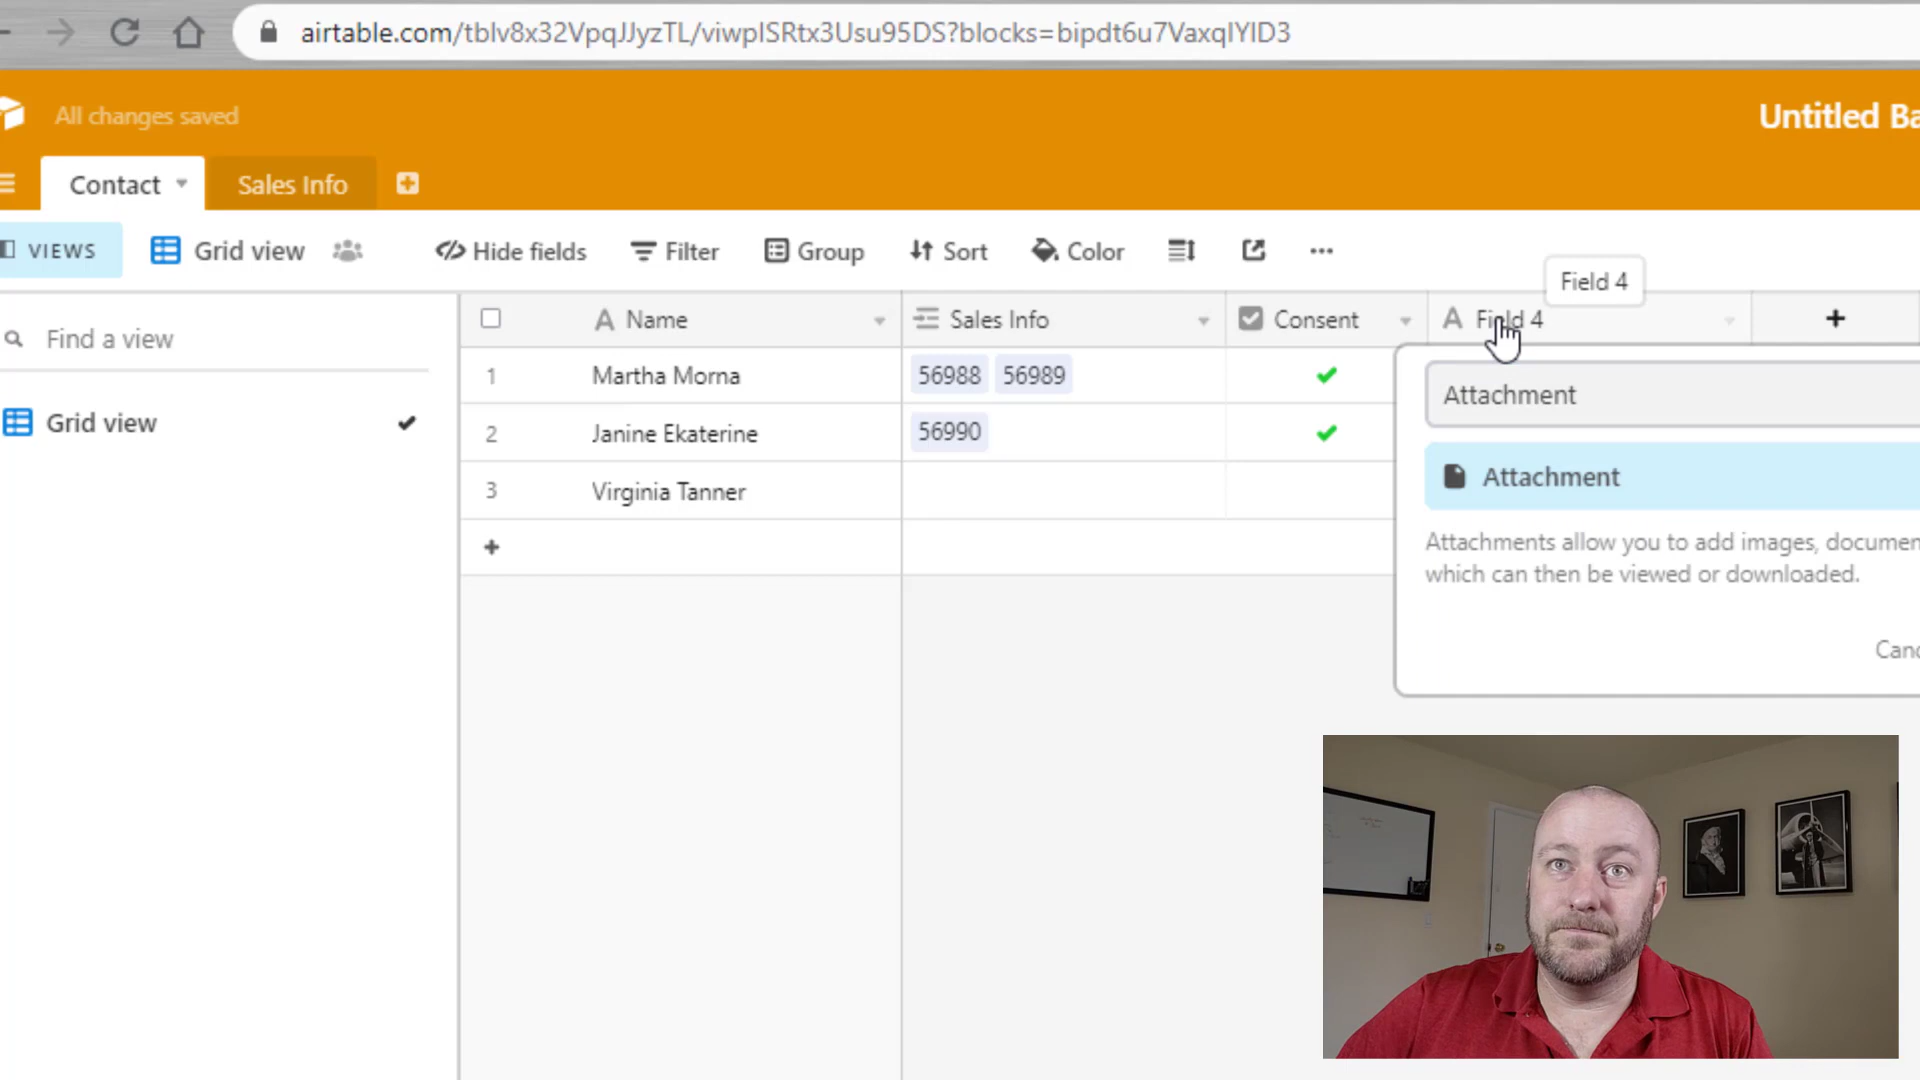 airtable.com/tblv8x32VpqJJyzTL/viwpISRtx3Usu95DS?blocks=bipdt6u7VaxqIYlD3
All changes saved
Untitled Ba
Contact
Sales Info
VIEWS
Grid view
Hide fields
Filter
Group
Sort
Color
Field 4
Find a view
Name
Sales Info
Consent
Field 4
1 Martha Morna 56988 56989
Attachment
Grid view
2 Janine Ekaterine 56990
Attachment
3 Virginia Tanner
Attachments allow you to add images, documen
which can then be viewed or downloaded.
Canc